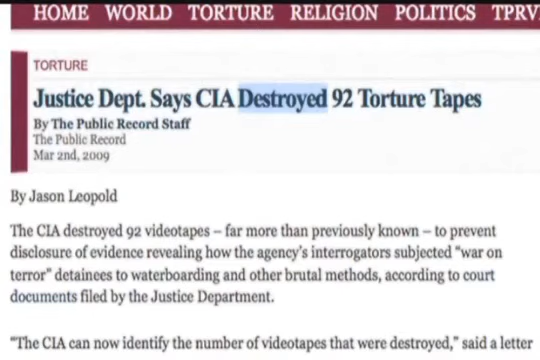 HOME WORLD TORTURE RELIGION POLITICS TPRV
TORTURE
Justice Dept. Says CIA Destroyed 92 Torture Tapes
By The Public Record Staff
The Public Record
Mar 2nd, 2009
By Jason Leopold
The CIA destroyed 92 videotapes – far more than previously known – to prevent
disclosure of evidence revealing how the agency's interrogators subjected "war on
terror" detainees to waterboarding and other brutal methods, according to court
documents filed by the Justice Department.
"The CIA can now identify the number of videotapes that were destroyed," said a letter